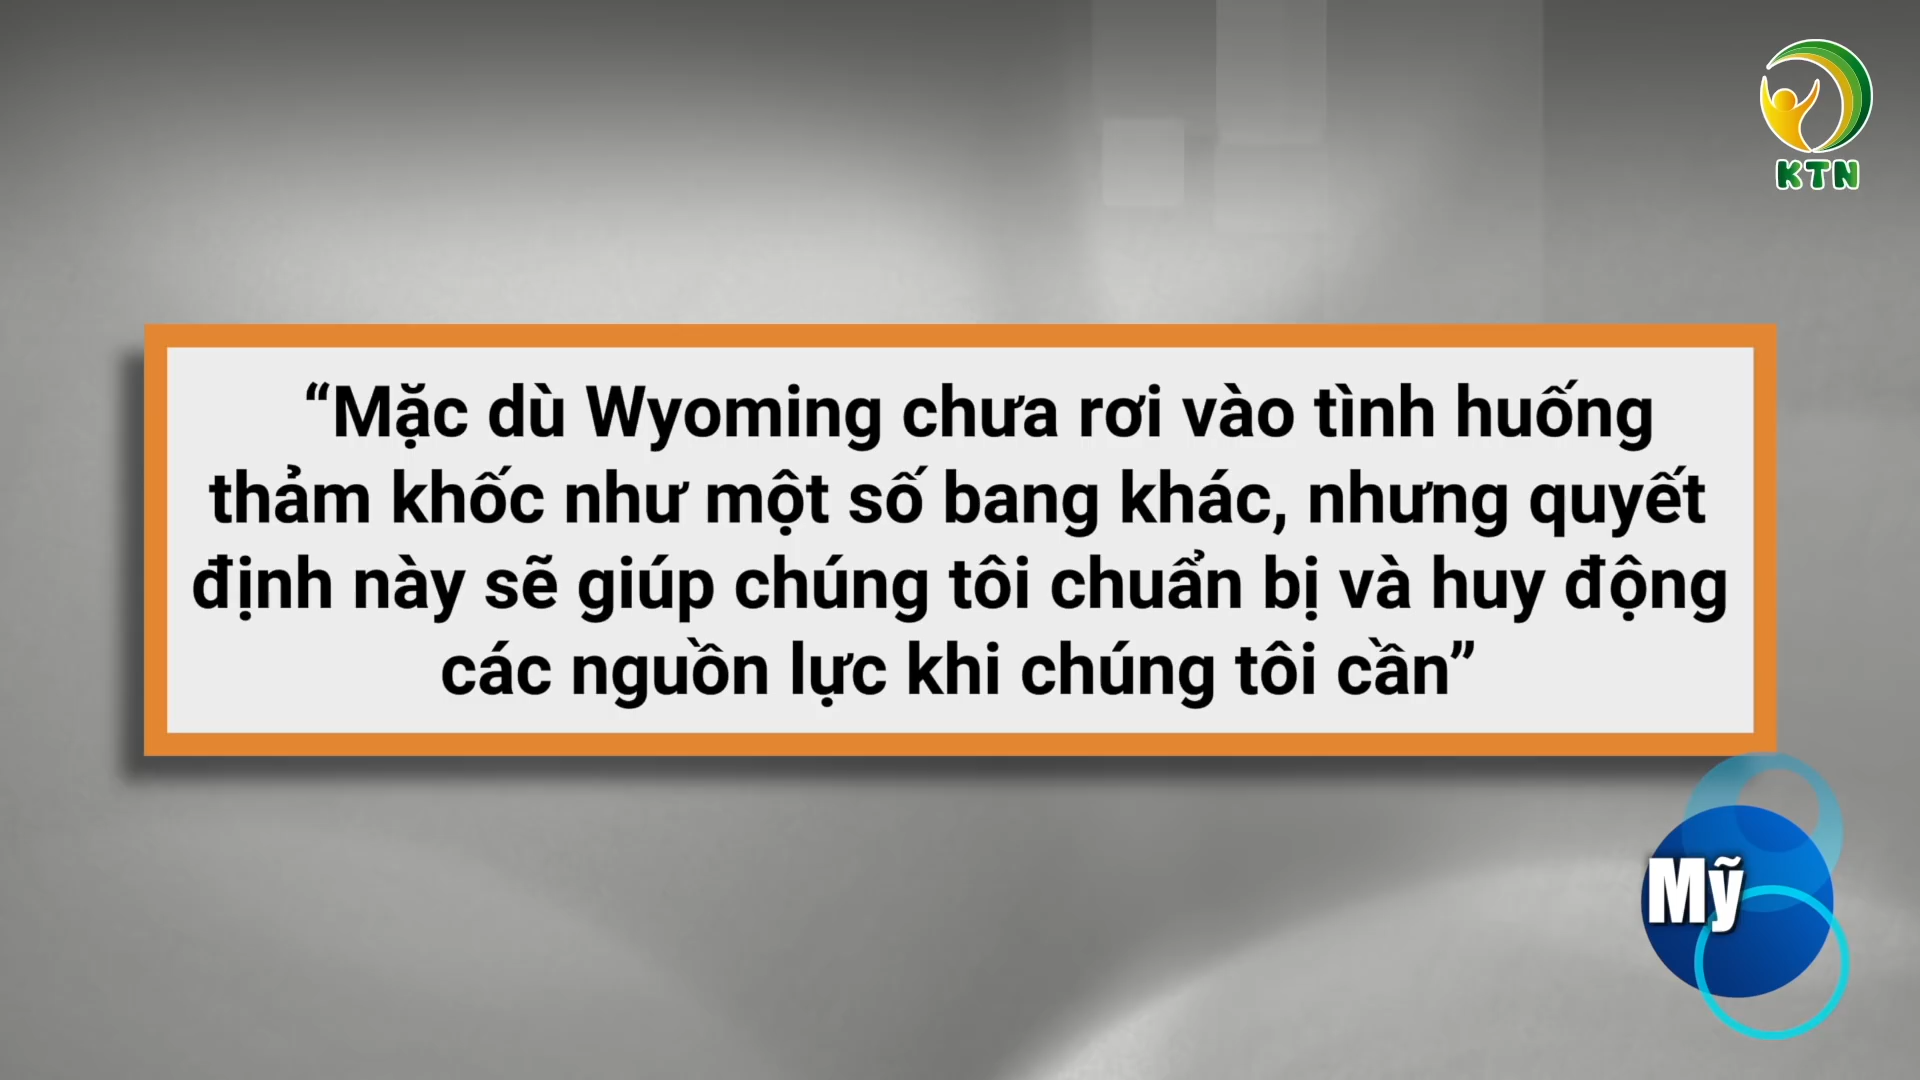 KTN
“Mặc dù Wyoming chưa rơi vào tình huống
thảm khốc như một số bang khác, nhưng quyết
định này sẽ giúp chúng tôi chuẩn bị và huy động
các nguồn lực khi chúng tôi cần”
Mỹ